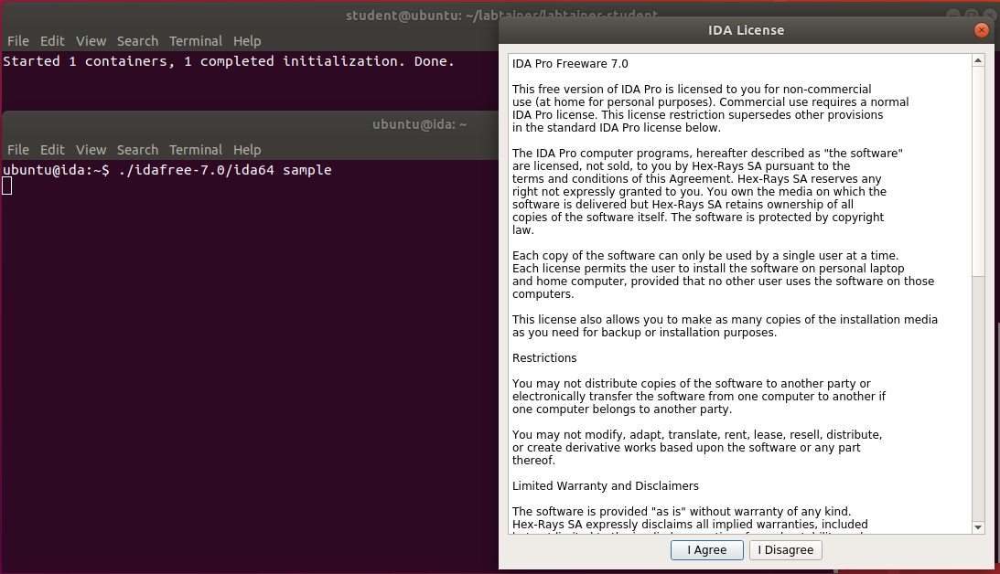 student@ubuntu: ~/labtainer/labtainer-student
File Edit View Search Terminal Help
Started 1 containers, 1 completed initialization. Done.
ubuntu@ida: ~
File Edit View Search Terminal Help
ubuntu@ida:~$ ./idafree-7.0/ida64 sample
IDA License
IDA Pro Freeware 7.0
This free version of IDA Pro is licensed to you for non-commercial
use (at home for personal purposes). Commercial use requires a normal
IDA Pro license. This license restriction supersedes other provisions
in the standard IDA Pro license below.
The IDA Pro computer programs, hereafter described as "the software"
are licensed, not sold, to you by Hex-Rays SA pursuant to the
terms and conditions of this Agreement. Hex-Rays SA reserves any
right not expressly granted to you. You own the media on which the
software is delivered but Hex-Rays SA retains ownership of all
copies of the software itself. The software is protected by copyright
law.
Each copy of the software can only be used by a single user at a time.
Each license permits the user to install the software on personal laptop
and home computer, provided that no other user uses the software on those
computers.
This license also allows you to make as many copies of the installation media
as you need for backup or installation purposes.
Restrictions
You may not distribute copies of the software to another party or
electronically transfer the software from one computer to another if
one computer belongs to another party.
You may not modify, adapt, translate, rent, lease, resell, distribute,
or create derivative works based upon the software or any part
thereof.
Limited Warranty and Disclaimers
The software is provided "as is" without warranty of any kind.
Hex-Rays SA expressly disclaims all implied warranties, included
I Agree
I Disagree